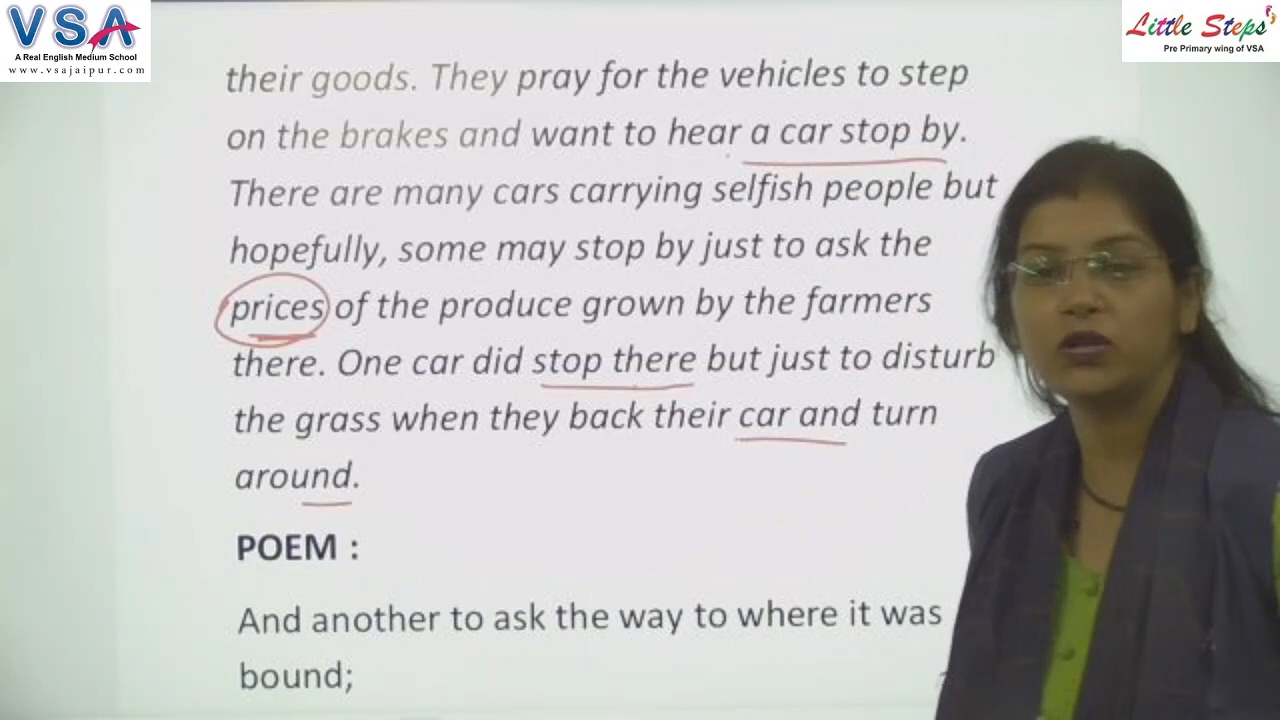 VSA
A Real English Medium School
www.vsajaipur.com
Little Steps
Pre Primary wing of VSA
their goods. They pray for the vehicles to step
on the brakes and want to hear a car stop by.
There are many cars carrying selfish people but
hopefully, some may stop by just to ask the
prices of the produce grown by the farmers
there. One car did stop there but just to disturb
the grass when they back their car and turn
around.
POEM :
And another to ask the way to where it was
bound;